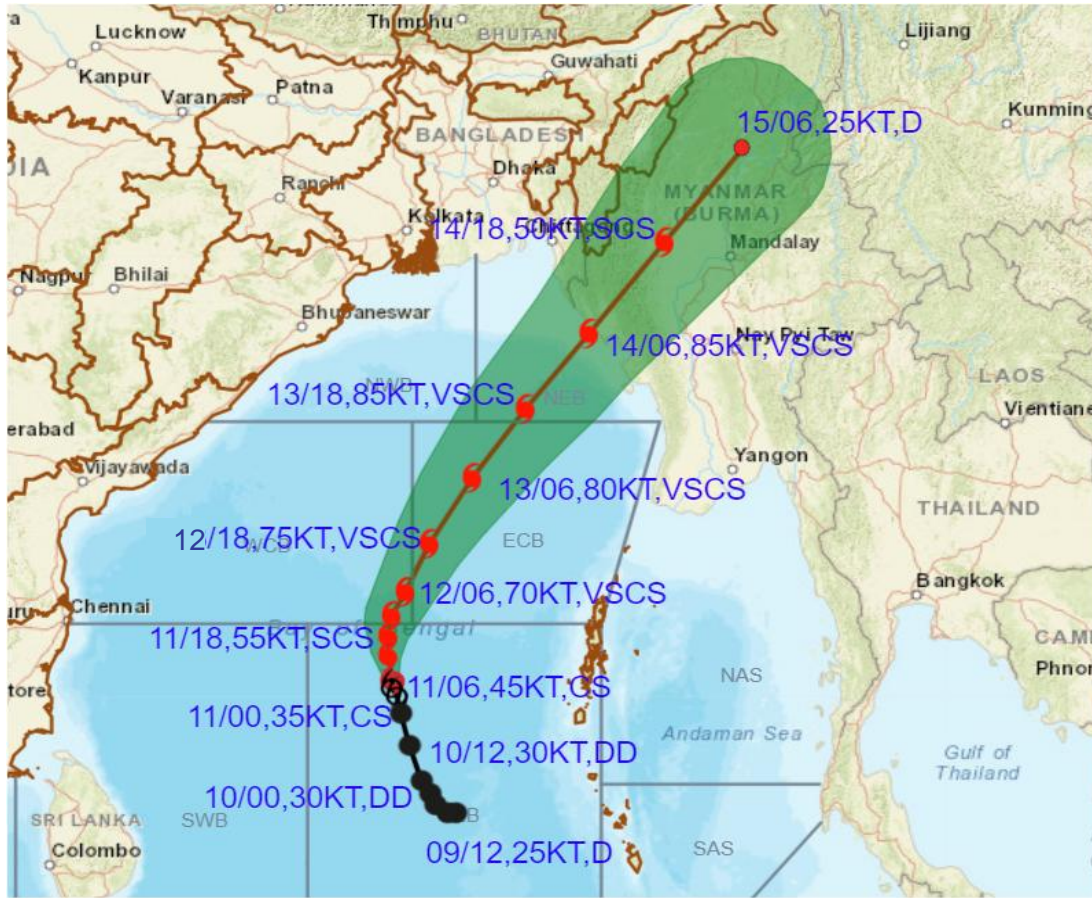 Thimphu
Lijiang
Lucknow
BHUTAN
Guwahati
Kanpur
Patna
Varanasi
Kunming
15/06,25KT,D
BANGLADESH
DIA
Dhaka
Ranchi
MYANMAR
(BURMA)
Kolkata
14/18,50KT,SCS
Mandalay
Nagpur
Bhilai
Bhubaneswar
Nay Pyi Taw
14/06,85KT,VSCS
LAOS
13/18,85KT,VSCS
NWB
NEB
Vientiane
erabad
Vijayawada
Yangon
13/06,80KT,VSCS
THAILAND
12/18,75KT,VSCS
WCB
ECB
Bangkok
12/06,70KT,VSCS
uru
Chennai
11/18,55KT,SCS
CAM
Phnom
NAS
tore
11/06,45KT,CS
11/00,35KT,CS
Andaman Sea
10/12,30KT,DD
Gulf of
Thailand
10/00,30KT,DD
SRI LANKA
SWB
B
09/12,25KT,D
SAS
Colombo